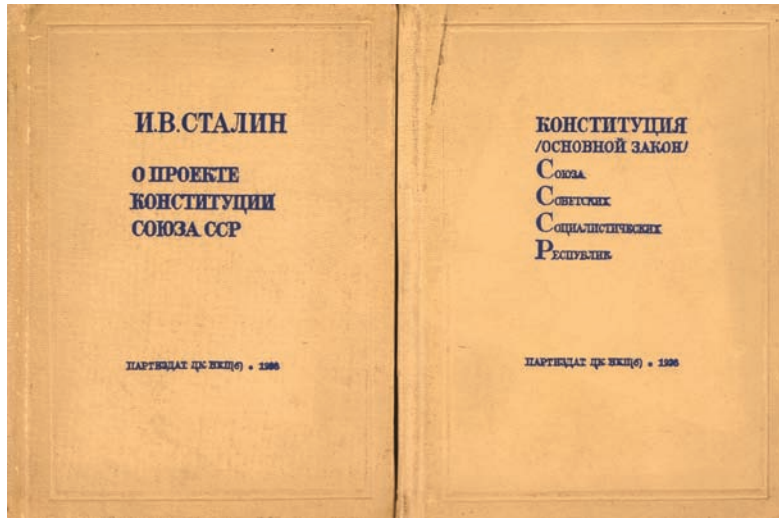 И.В.СТАЛИН
О ПРОЕКТЕ
КОНСТИТУЦИИ
СОЮЗА ССР
ПАРТИЗДАТ ЦК ВКП(б) • 1936
КОНСТИТУЦИЯ
/ОСНОВНОЙ ЗАКОН/
СОЮЗА
СОВЕТСКИХ
СОЦИАЛИСТИЧЕСКИХ
РЕСПУБЛИК
ПАРТИЗДАТ ЦК ВКП(б) • 1936